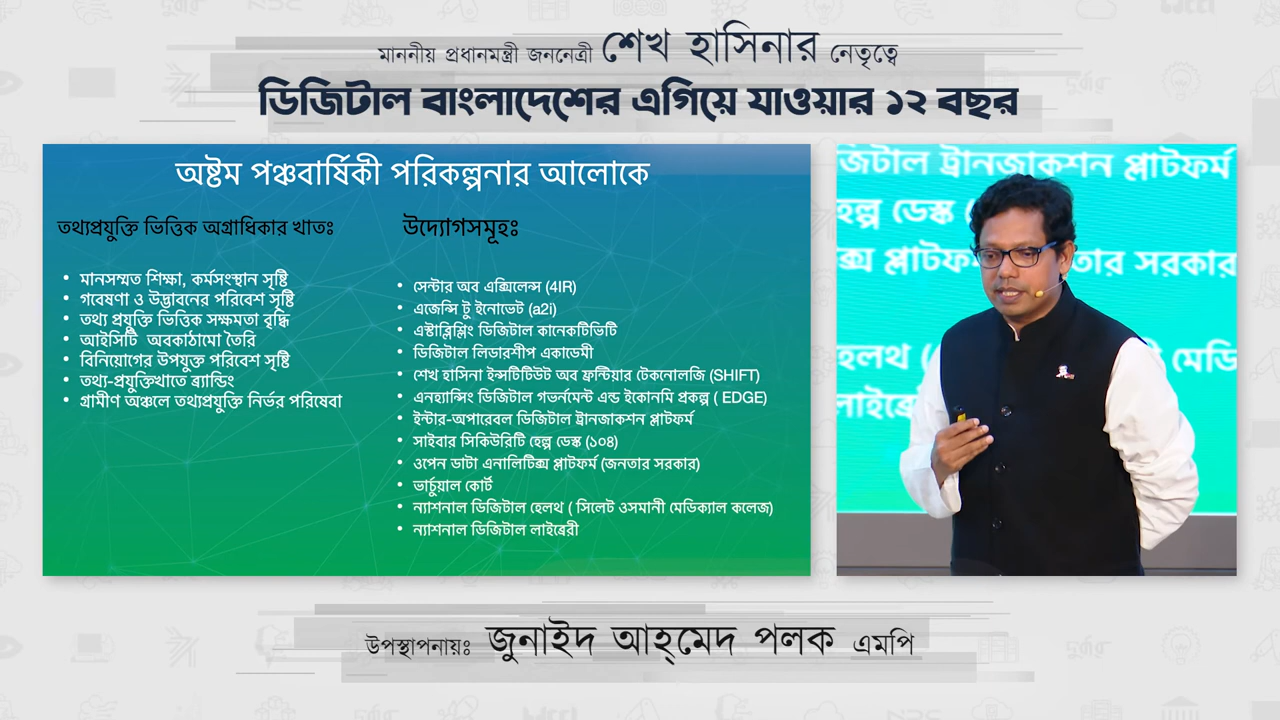 মাননীয় প্রধানমন্ত্রী জননেত্রী শেখ হাসিনার নেতৃত্বে
ডিজিটাল বাংলাদেশের এগিয়ে যাওয়ার ১২ বছর
অষ্টম পঞ্চবার্ষিকী পরিকল্পনার আলোকে
তথ্যপ্রযুক্তি ভিত্তিক অগ্রাধিকার খাতঃ
• মানসম্মত শিক্ষা, কর্মসংস্থান সৃষ্টি
• গবেষণা ও উদ্ভাবনের পরিবেশ সৃষ্টি
• তথ্য প্রযুক্তি ভিত্তিক সক্ষমতা বৃদ্ধি
• আইসিটি অবকাঠামো তৈরি
• বিনিয়োগের উপযুক্ত পরিবেশ সৃষ্টি
• তথ্য-প্রযুক্তিখাতে ব্র্যান্ডিং
• গ্রামীণ অঞ্চলে তথ্যপ্রযুক্তি নির্ভর পরিষেবা
উদ্যোগসমূহঃ
• সেন্টার অব এক্সিলেন্স (4IR)
• এজেন্সি টু ইনোভেট (a2i)
• এস্টাব্লিপ্লিং ডিজিটাল কানেকটিভিটি
• ডিজিটাল লিডারশীপ একাডেমী
• শেখ হাসিনা ইন্সটিটিউট অব ফ্রন্টিয়ার টেকনোলজি (SHIFT)
• এনহ্যান্সিং ডিজিটাল গভর্নমেন্ট এন্ড ইকোনমি প্রকল্প ( EDGE)
• ইন্টার-অপারেবল ডিজিটাল ট্রানজাকশন প্লাটফর্ম
• সাইবার সিকিউরিটি হেল্প ডেস্ক (১০৪)
• ওপেন ডাটা এনালিটিক্স প্লাটফর্ম (জনতার সরকার)
• ভার্চুয়াল কোর্ট
• ন্যাশনাল ডিজিটাল হেলথ ( সিলেট ওসমানী মেডিক্যাল কলেজ)
• ন্যাশনাল ডিজিটাল লাইব্রেরী
জিটাল ট্রানজাকশন প্লাটফর্ম
হেল্প ডেস্ক (
ক্স প্লাটফ
তার সরকার
হেলথ (
মেডি
লাইব্রে
উপস্থাপনায়ঃ জুনাইদ আহ্‌মেদ পলক এমপি